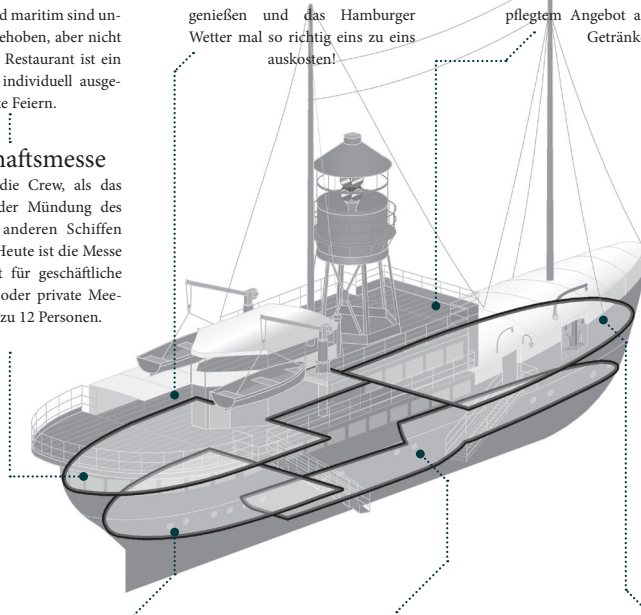 d maritim sind un-
ehoben, aber nicht
Restaurant ist ein
individuell ausge-
te Feiern.
haftsmesse
die Crew, als das
der Mündung des
anderen Schiffen
Heute ist die Messe
t für geschäftliche
oder private Mee-
zu 12 Personen.
genießen und das Hamburger
Wetter mal so richtig eins zu eins
auskosten!
pflegtem Angebot a
Getränk